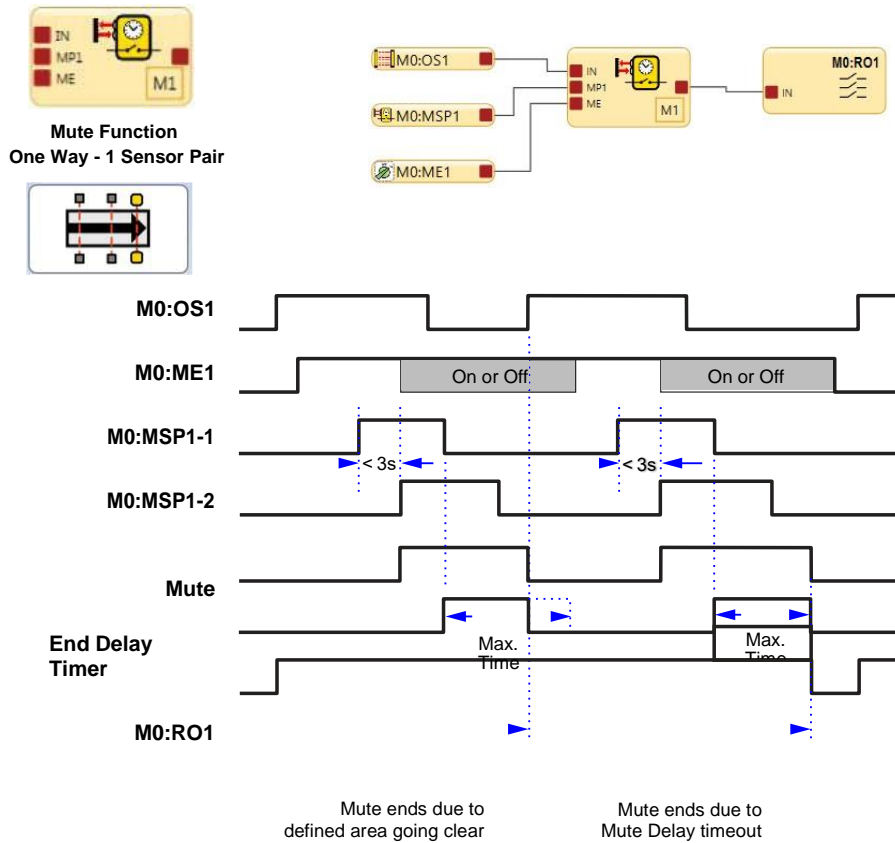 IN
MP1
ME
M1
Mute Function
One Way - 1 Sensor Pair
M0:OS1
M0:MSP1
M0:ME1
IN
MP1
ME
M1
M0:RO1
IN
M0:OS1
M0:ME1
On or Off
On or Off
M0:MSP1-1
< 3s
< 3s
M0:MSP1-2
Mute
End Delay
Timer
Max.
Time
Max.
Time
M0:RO1
Mute ends due to
defined area going clear
Mute ends due to
Mute Delay timeout